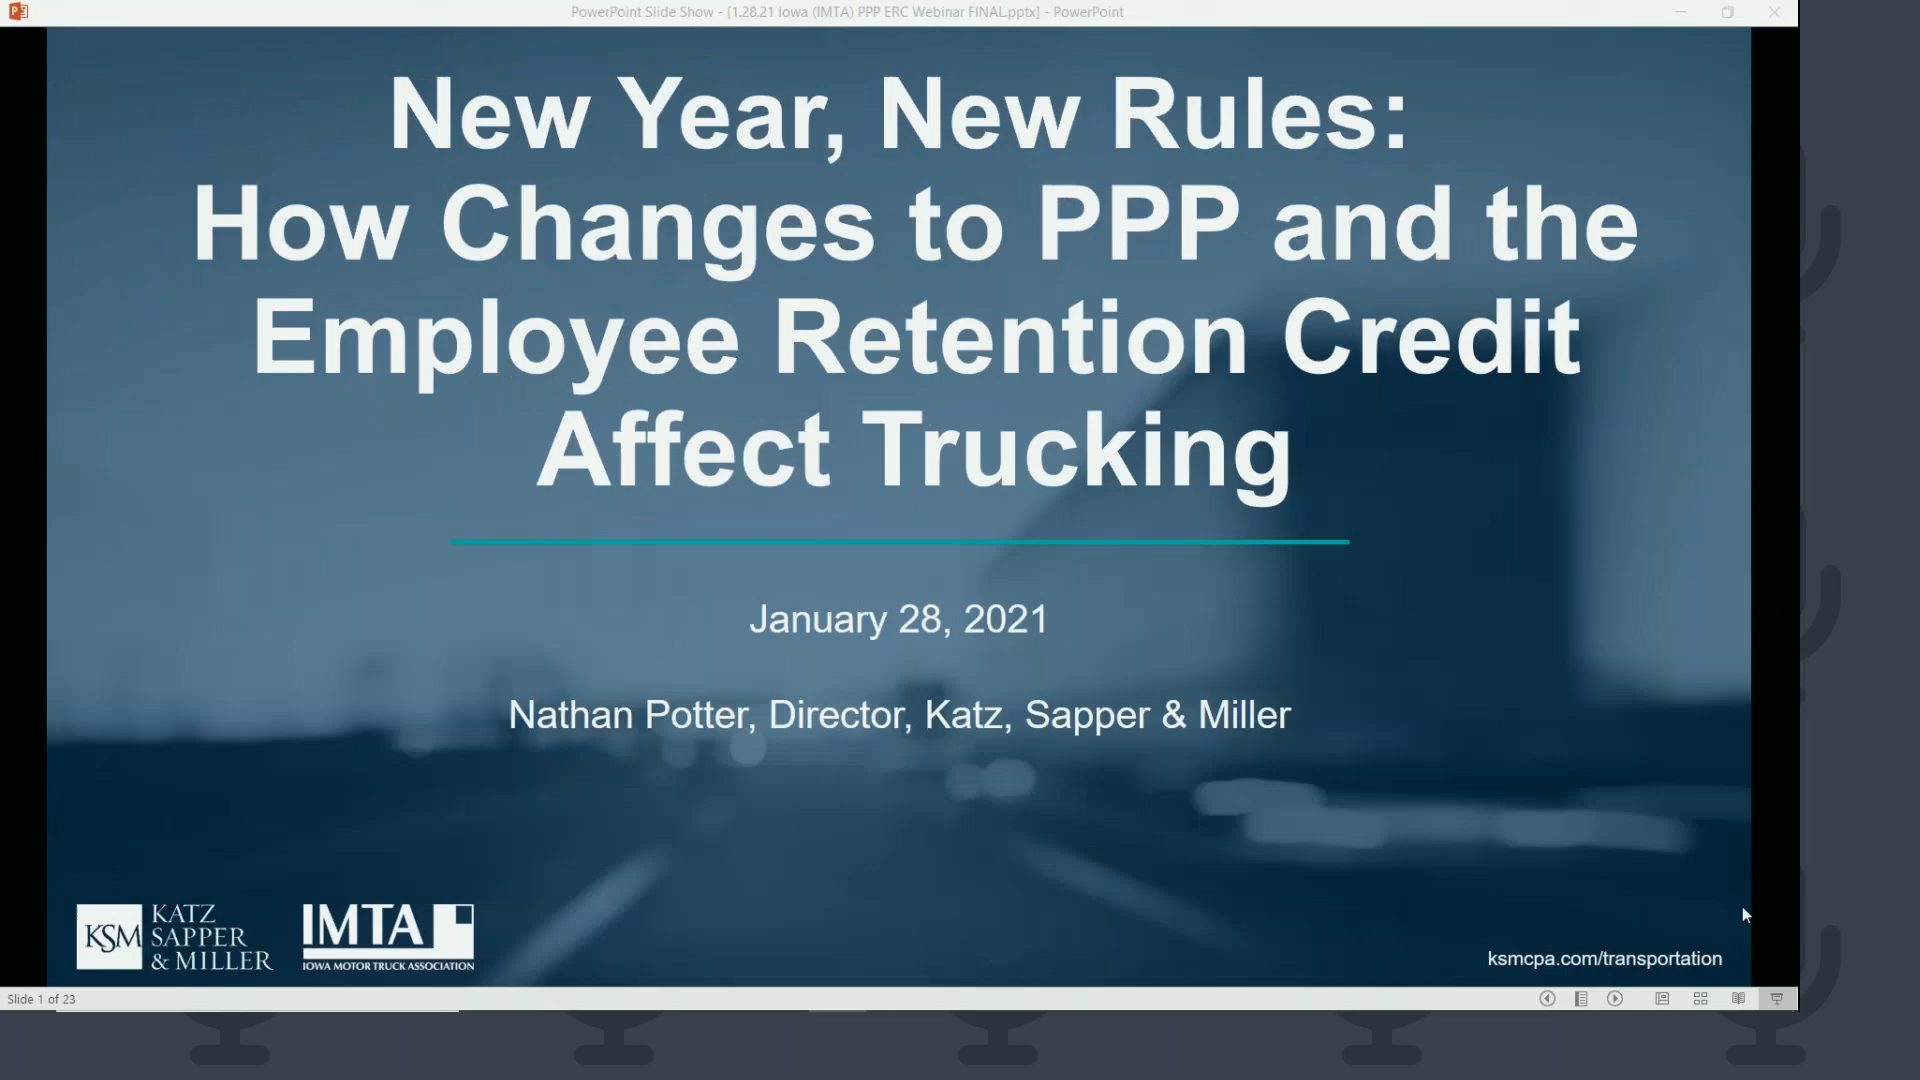 PowerPoint Slide Show - [1.28.21 Iowa (IMTA) PPP ERC Webinar FINAL.pptx] - PowerPoint
New Year, New Rules:
How Changes to PPP and the
Employee Retention Credit
Affect Trucking
January 28, 2021
Nathan Potter, Director, Katz, Sapper & Miller
KSM
KATZ
SAPPER
& MILLER
IMTA
IOWA MOTOR TRUCK ASSOCIATION
ksmcpa.com/transportation
Slide 1 of 23